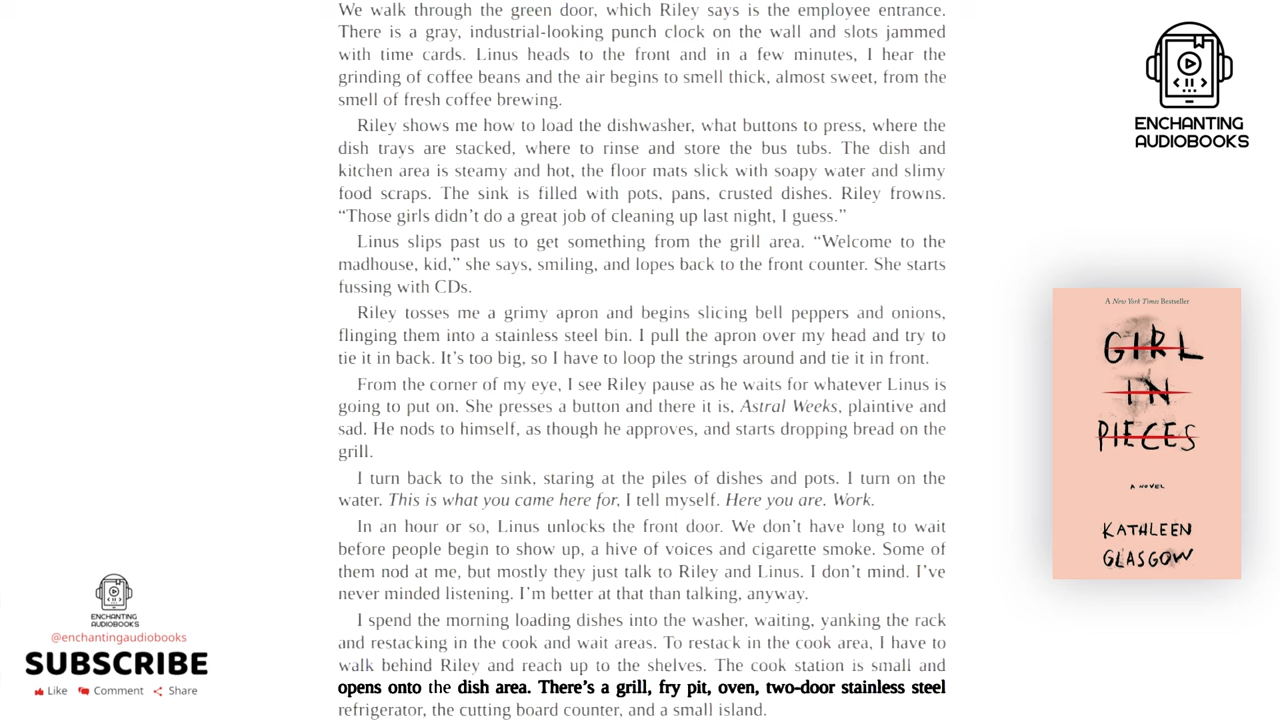 We walk through the green door, which Riley says is the employee entrance.
There is a gray, industrial-looking punch clock on the wall and slots jammed
with time cards. Linus heads to the front and in a few minutes, I hear the
grinding of coffee beans and the air begins to smell thick, almost sweet, from the
smell of fresh coffee brewing.
Riley shows me how to load the dishwasher, what buttons to press, where the
dish trays are stacked, where to rinse and store the bus tubs. The dish and
kitchen area is steamy and hot, the floor mats slick with soapy water and slimy
food scraps. The sink is filled with pots, pans, crusted dishes. Riley frowns.
“Those girls didn’t do a great job of cleaning up last night, I guess.”
Linus slips past us to get something from the grill area. “Welcome to the
madhouse, kid,” she says, smiling, and lopes back to the front counter. She starts
fussing with CDs.
Riley tosses me a grimy apron and begins slicing bell peppers and onions,
flinging them into a stainless steel bin. I pull the apron over my head and try to
tie it in back. It’s too big, so I have to loop the strings around and tie it in front.
From the corner of my eye, I see Riley pause as he waits for whatever Linus is
going to put on. She presses a button and there it is, Astral Weeks, plaintive and
sad. He nods to himself, as though he approves, and starts dropping bread on the
grill.
I turn back to the sink, staring at the piles of dishes and pots. I turn on the
water. This is what you came here for, I tell myself. Here you are. Work.
In an hour or so, Linus unlocks the front door. We don’t have long to wait
before people begin to show up, a hive of voices and cigarette smoke. Some of
them nod at me, but mostly they just talk to Riley and Linus. I don’t mind. I’ve
never minded listening. I’m better at that than talking, anyway.
I spend the morning loading dishes into the washer, waiting, yanking the rack
and restacking in the cook and wait areas. To restack in the cook area, I have to
walk behind Riley and reach up to the shelves. The cook station is small and
opens onto the dish area. There’s a grill, fry pit, oven, two-door stainless steel
refrigerator, the cutting board counter, and a small island.
ENCHANTING
AUDIOBOOKS
A New York Times Bestseller
GIRL
IN
PIECES
A NOVEL
KATHLEEN
GLASGOW
ENCHANTING
AUDIOBOOKS
@enchantingaudiobooks
SUBSCRIBE
Like Comment Share